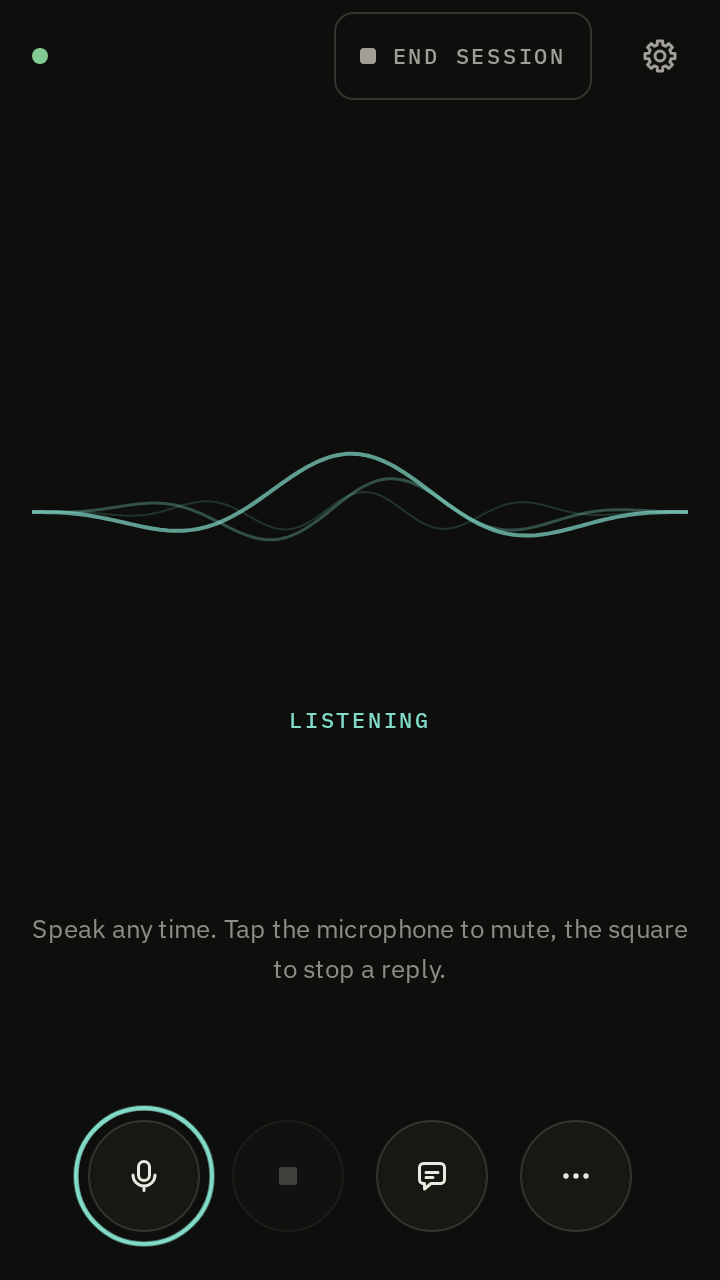 END SESSION
LISTENING
Speak any time. Tap the microphone to mute, the square
to stop a reply.